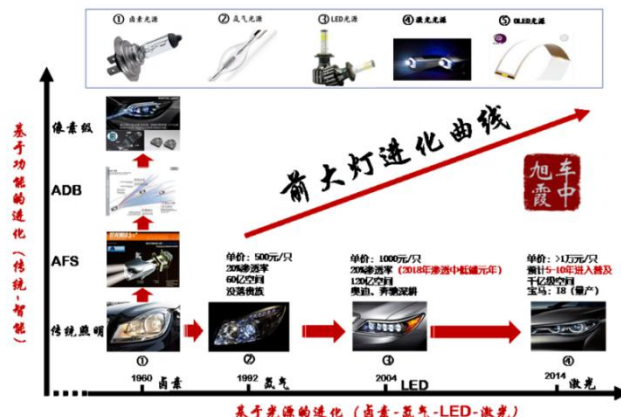 ① 卤素光源
② 氙气光源
③ LED光源
④ 激光光源
⑤ OLED光源
基于功能的进化（传统-智能）
像素级
ADB
AFS
传统照明
前大灯进化曲线
车中旭霞
单价：500元/只
20%渗透率
60亿空间
没落贵族
单价：1000元/只
20%渗透率（2018年渗透中低端元年）
120亿空间
奥迪、奔驰深耕
单价：>1万元/只
预计5-10年进入普及
千亿级空间
宝马：I8（量产）
①
②
③
④
1960 卤素
1992 氙气
2004 LED
2014 激光
基于光源的进化（卤素-氙气-LED-激光）